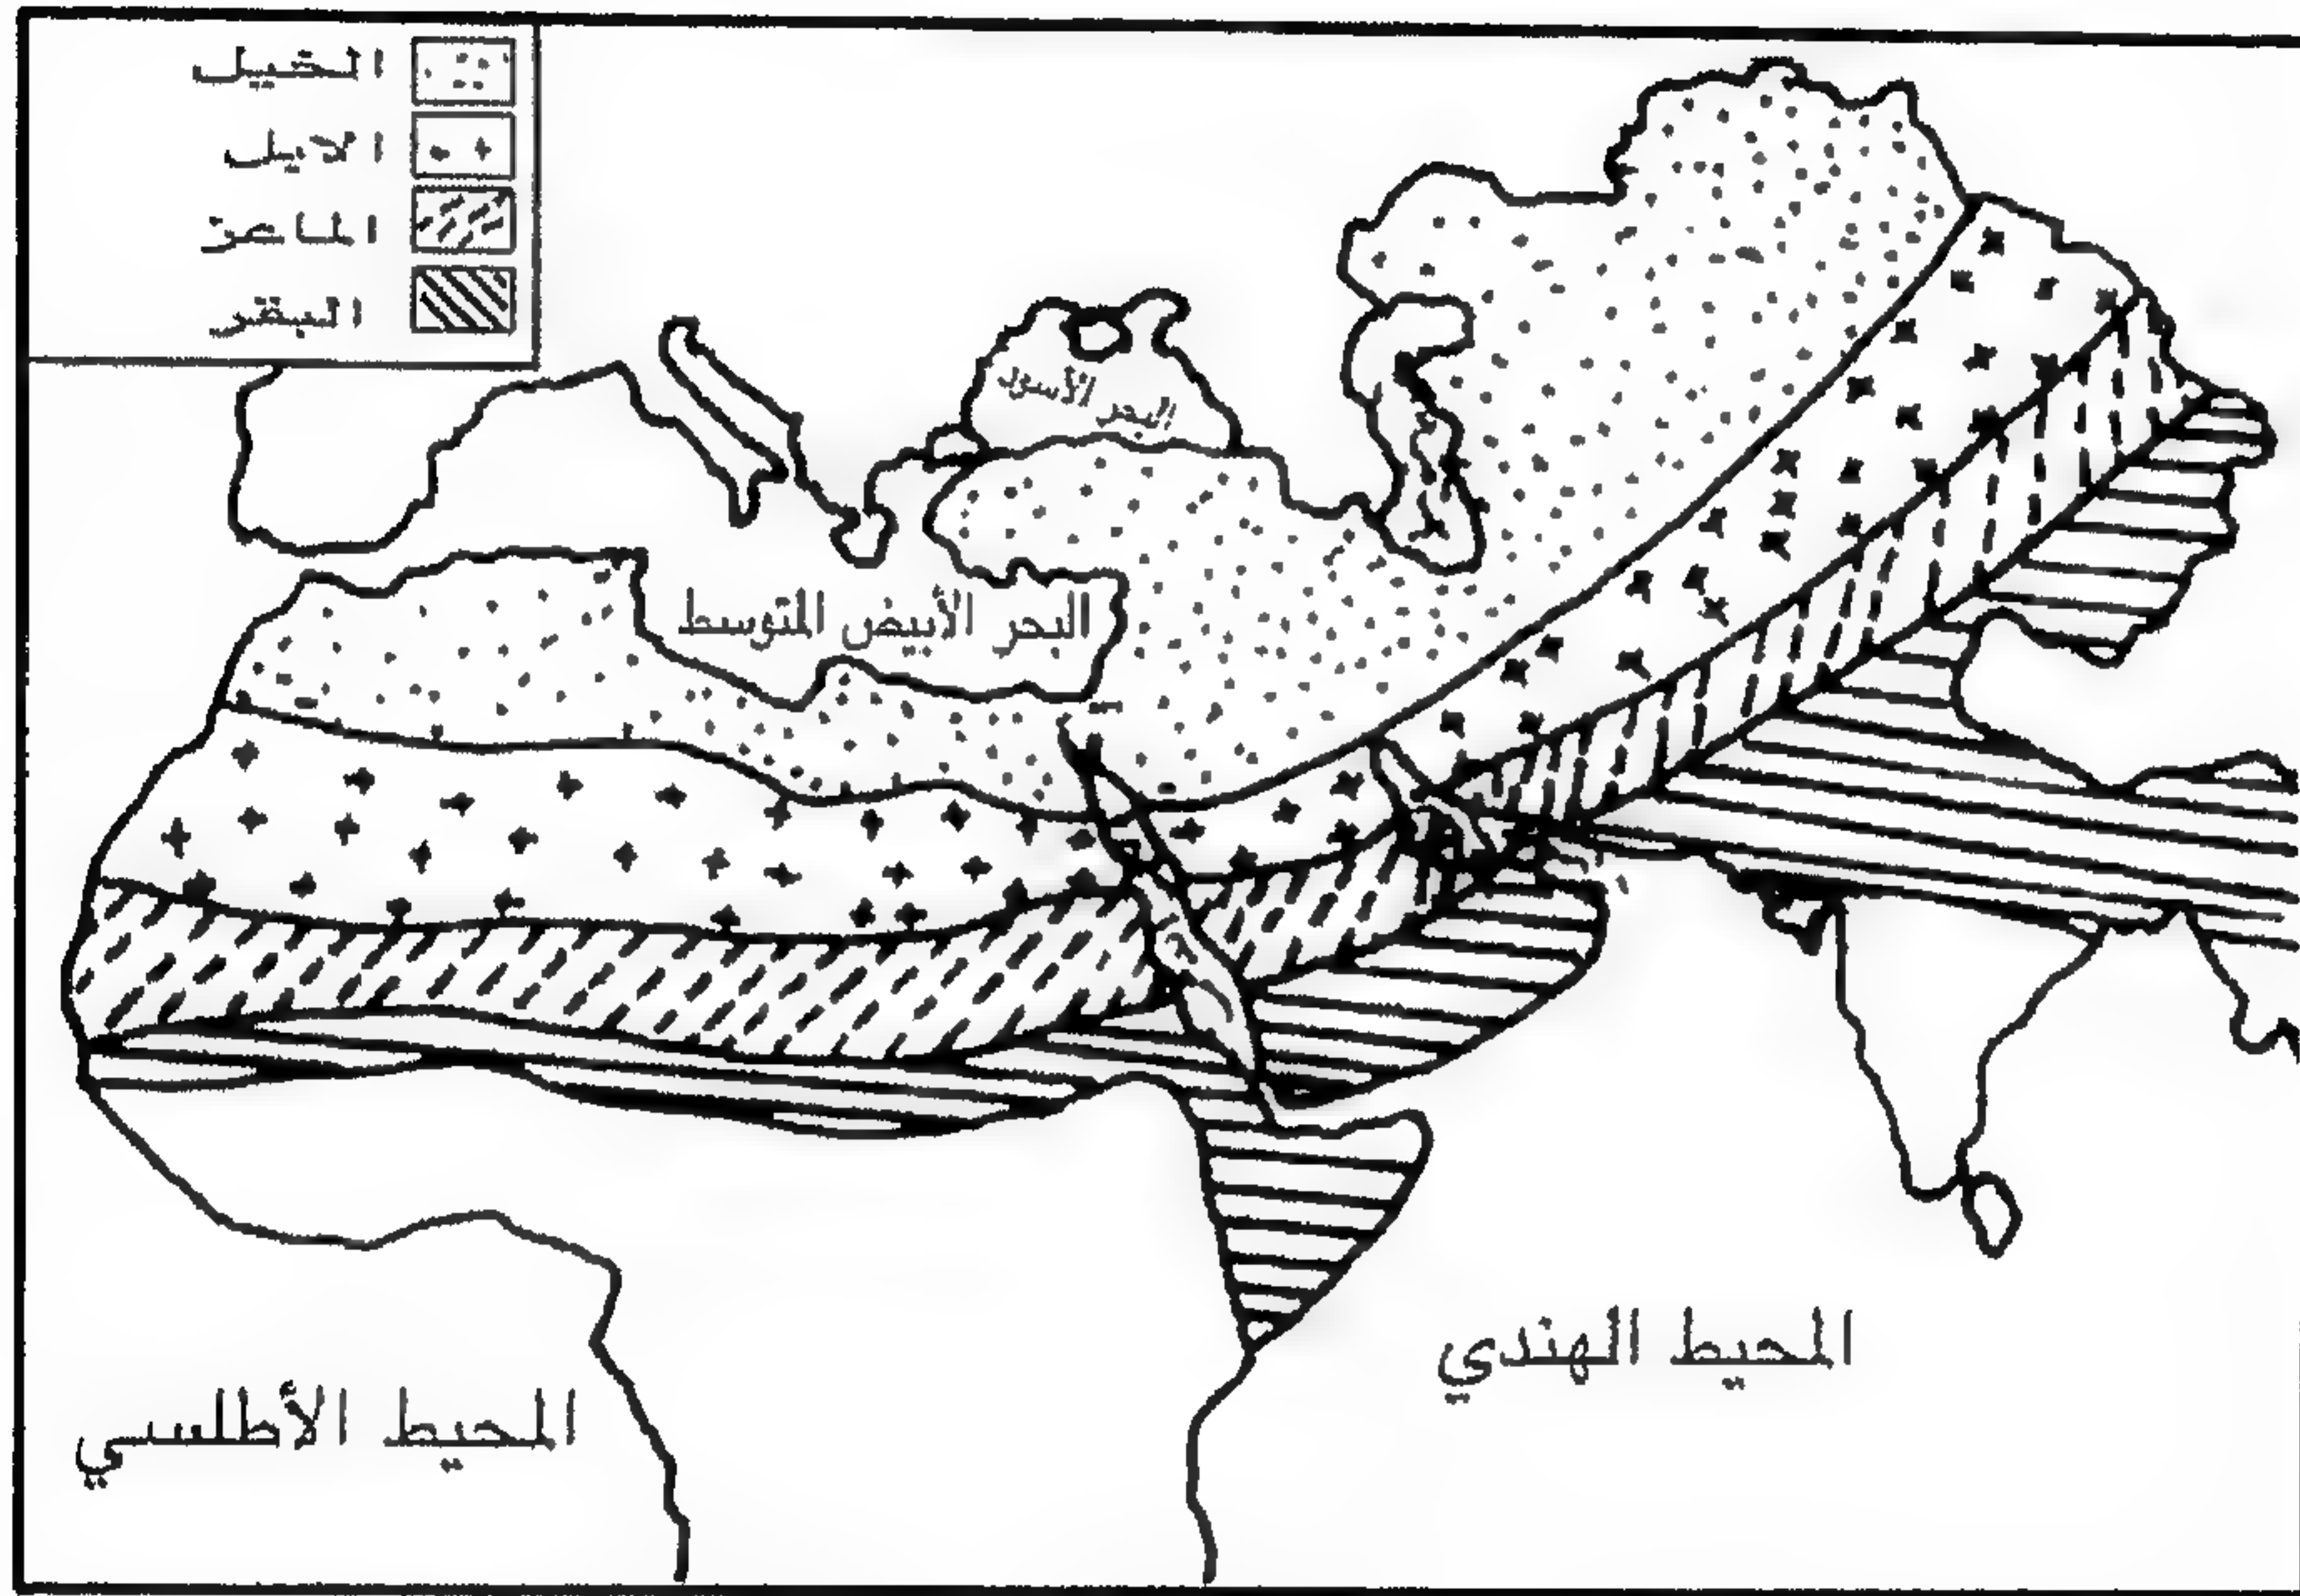 الخيل
الابل
الماعز
البقر
البحر الأسود
البحر الأبيض المتوسط
المحيط الهندي
المحيط الأطلسي